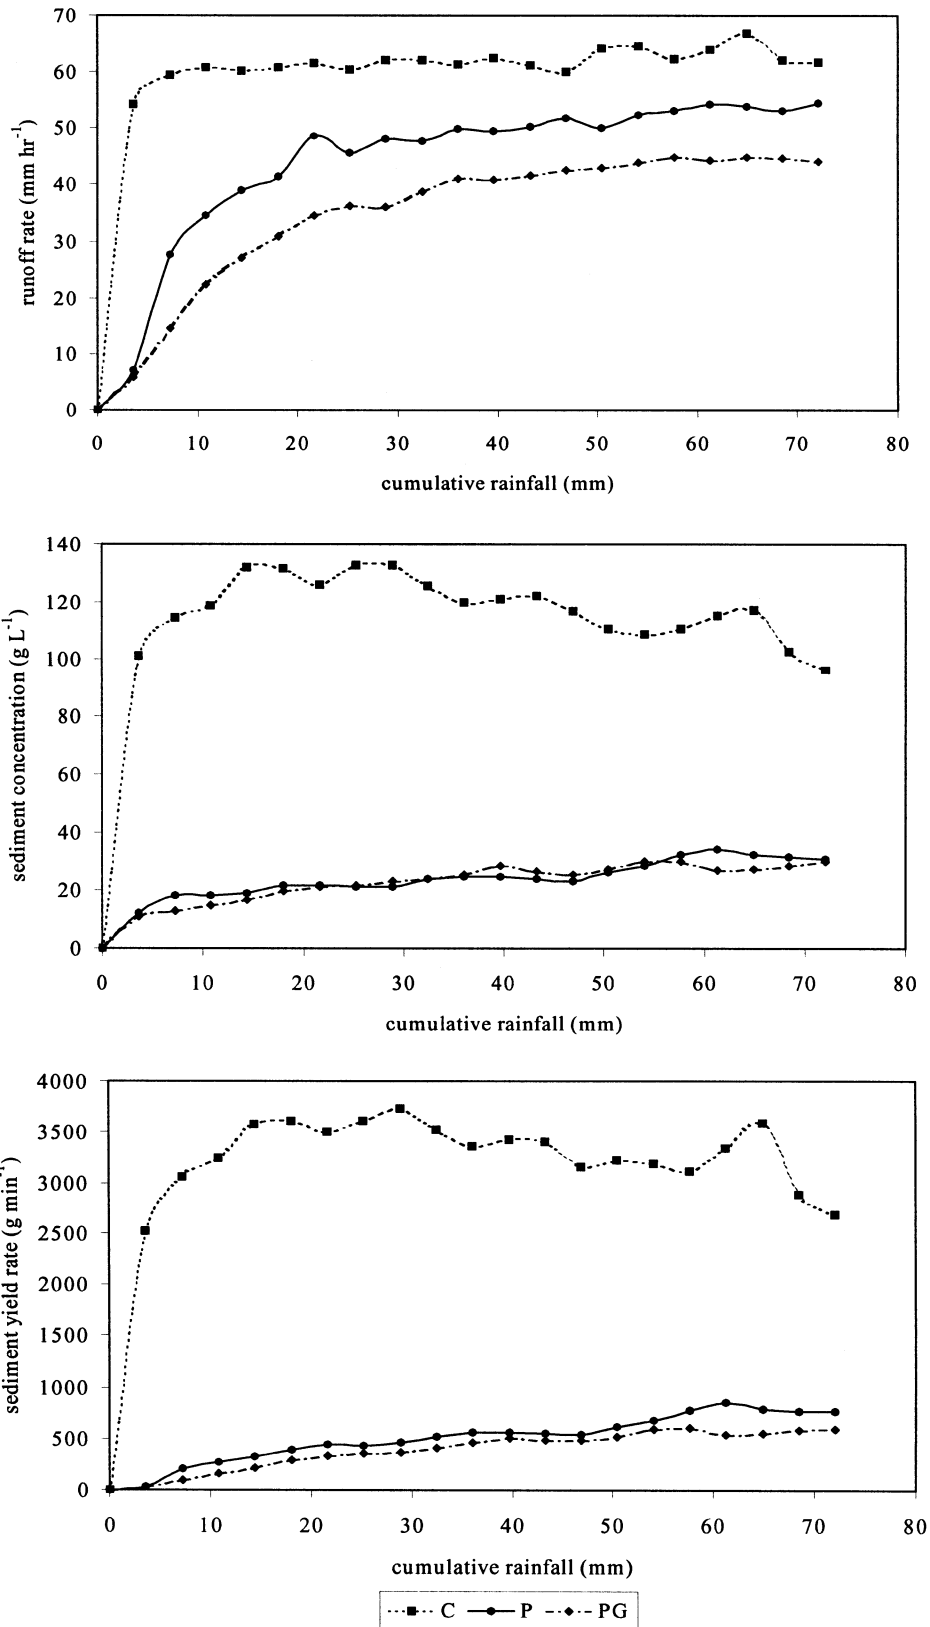 70
60
50
40
30
20
10
0
runoff rate (mm hr⁻¹)
0 10 20 30 40 50 60 70 80
cumulative rainfall (mm)
140
120
100
80
60
40
20
0
sediment concentration (g L⁻¹)
0 10 20 30 40 50 60 70 80
cumulative rainfall (mm)
4000
3500
3000
2500
2000
1500
1000
500
0
sediment yield rate (g min⁻¹)
0 10 20 30 40 50 60 70 80
cumulative rainfall (mm)
C P PG